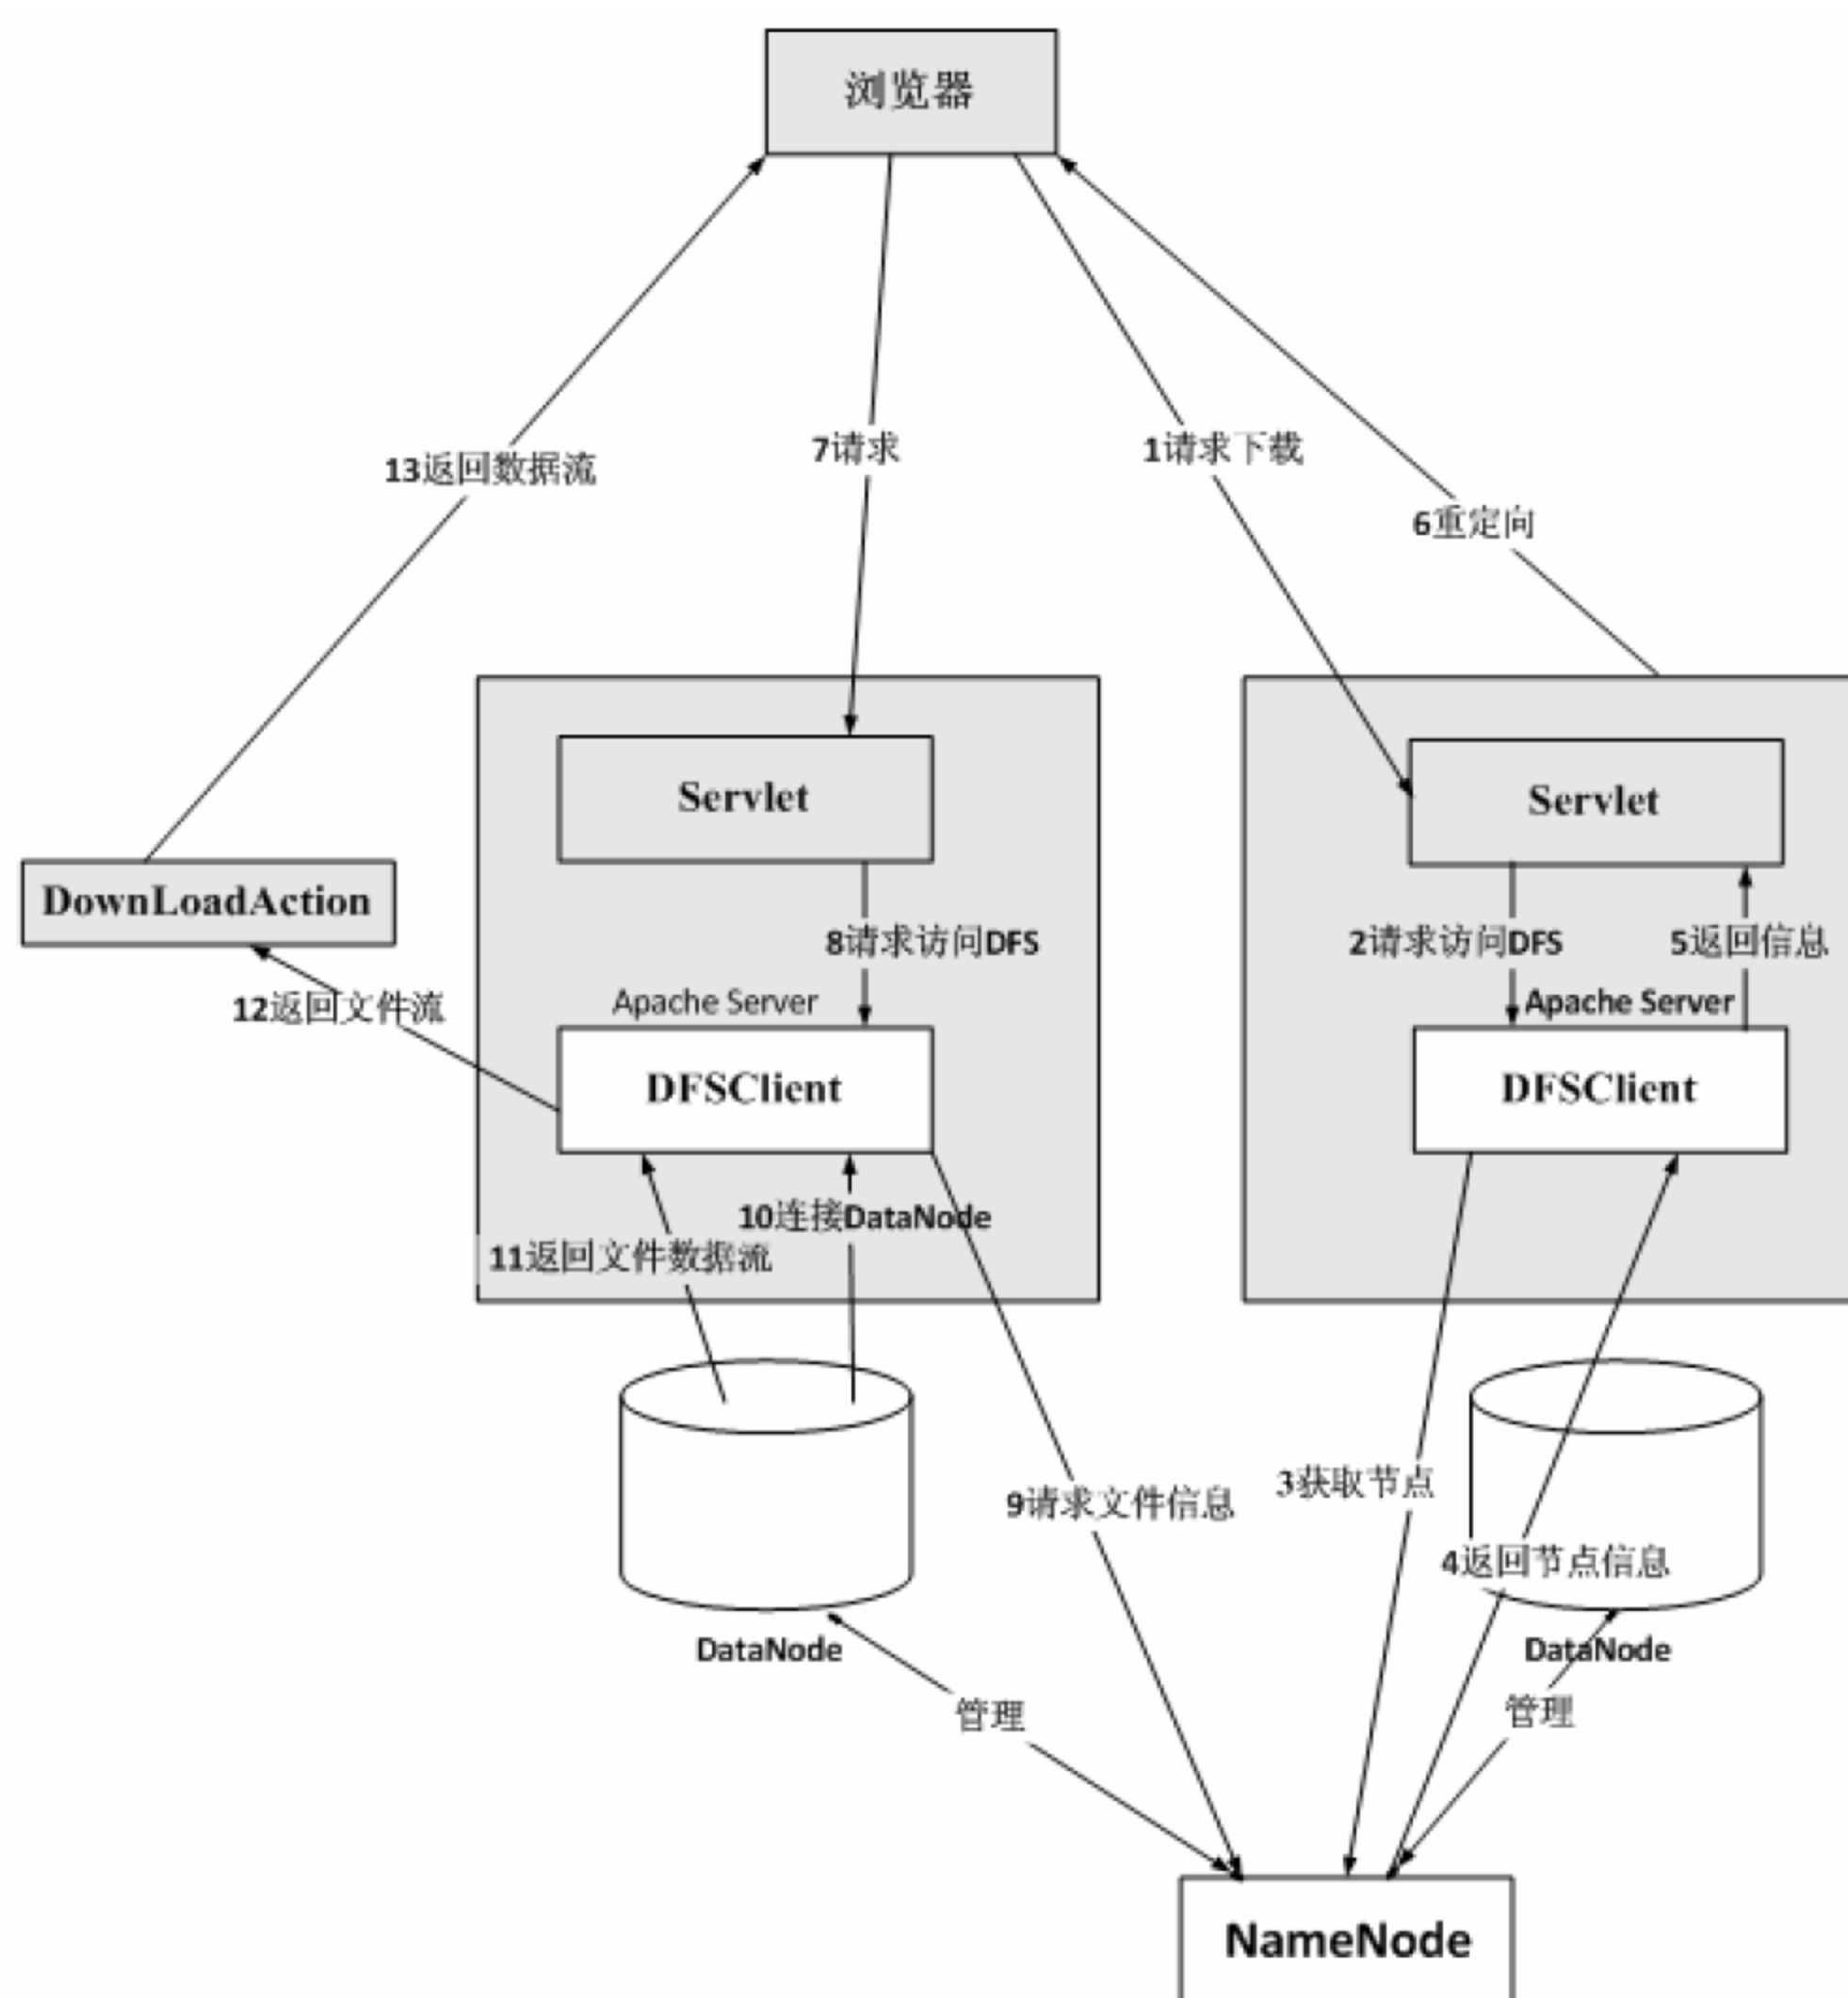 浏览器
13返回数据流
7请求
1请求下载
6重定向
Servlet
Servlet
DownLoadAction
8请求访问DFS
2请求访问DFS
5返回信息
12返回文件流
Apache Server
Apache Server
DFSClient
DFSClient
10连接DataNode
11返回文件数据流
9请求文件信息
3获取节点
4返回节点信息
DataNode
DataNode
管理
管理
NameNode